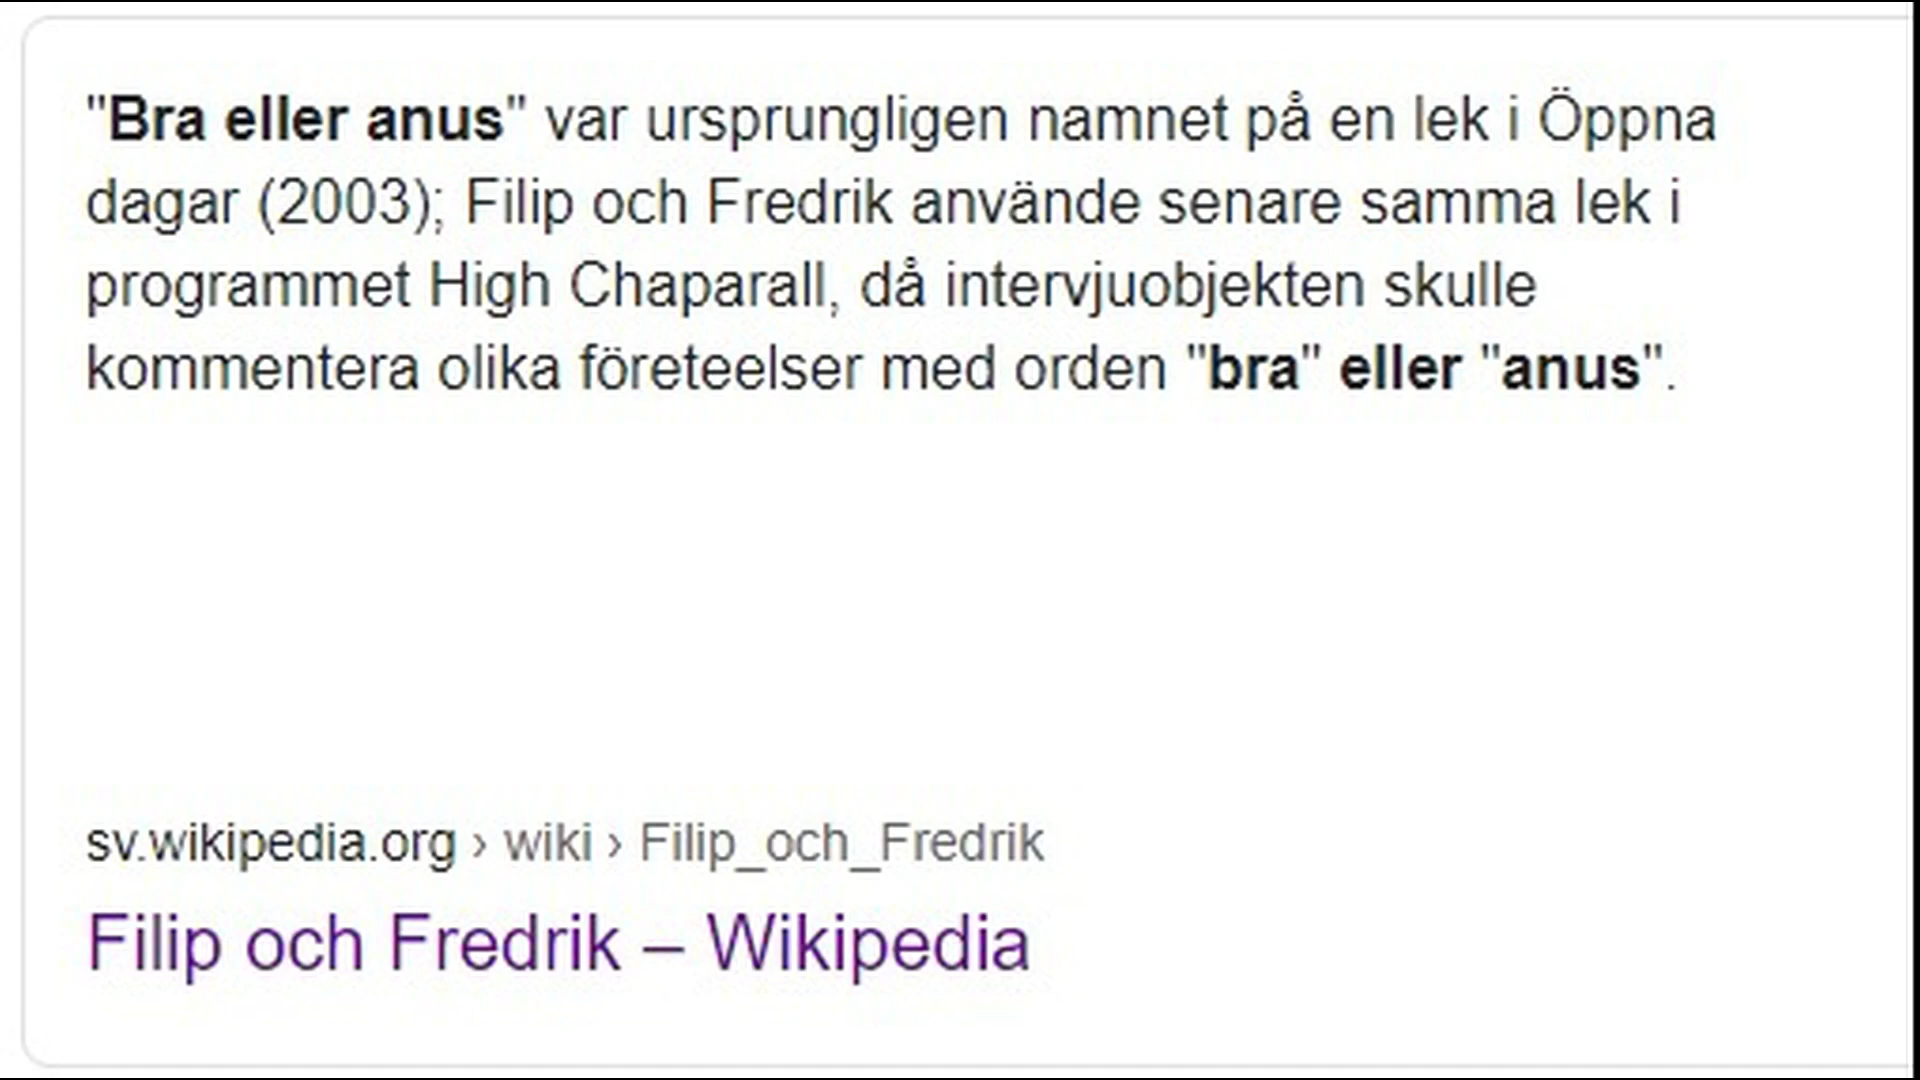 "Bra eller anus" var ursprungligen namnet på en lek i Öppna
dagar (2003); Filip och Fredrik använde senare samma lek i
programmet High Chaparall, då intervjuobjekten skulle
kommentera olika företeelser med orden "bra" eller "anus".
sv.wikipedia.org › wiki › Filip_och_Fredrik
Filip och Fredrik – Wikipedia